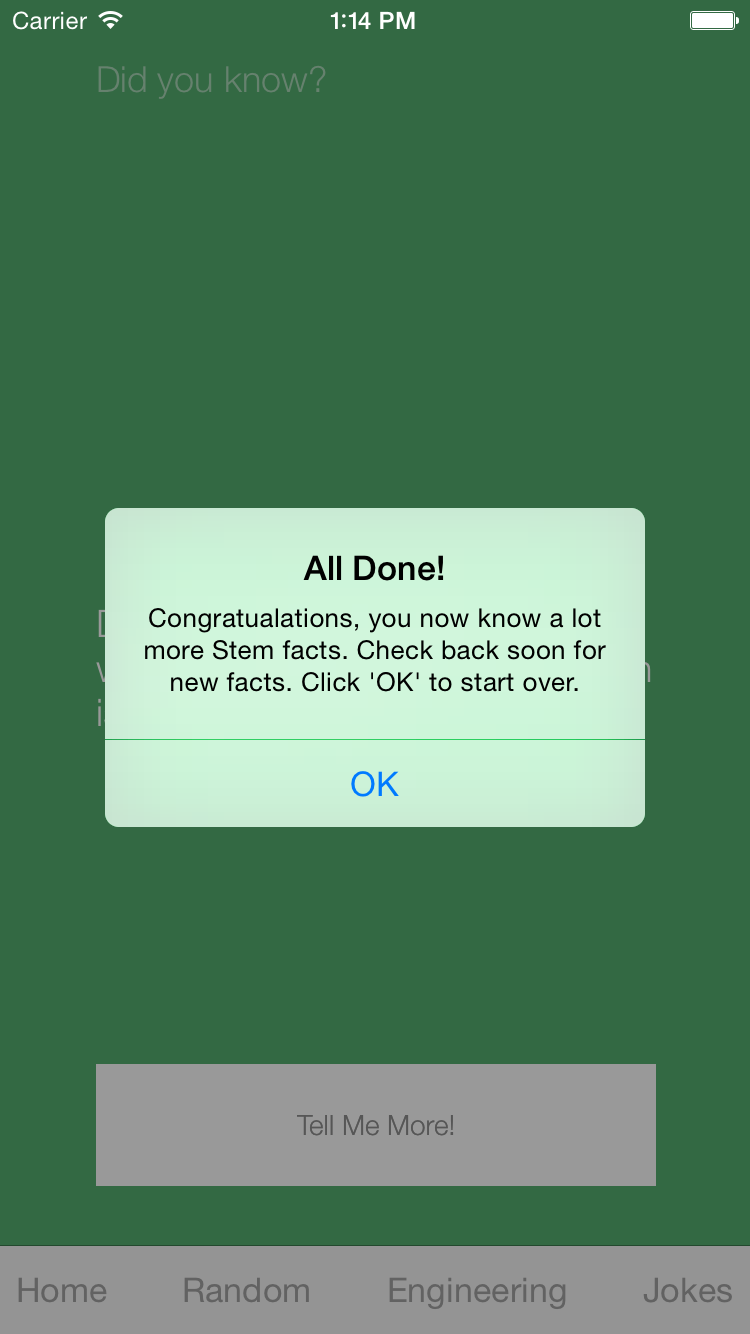 Carrier 1:14 PM
Did you know?
All Done!
Congratualations, you now know a lot
more Stem facts. Check back soon for
new facts. Click 'OK' to start over.
OK
Tell Me More!
Home Random Engineering Jokes